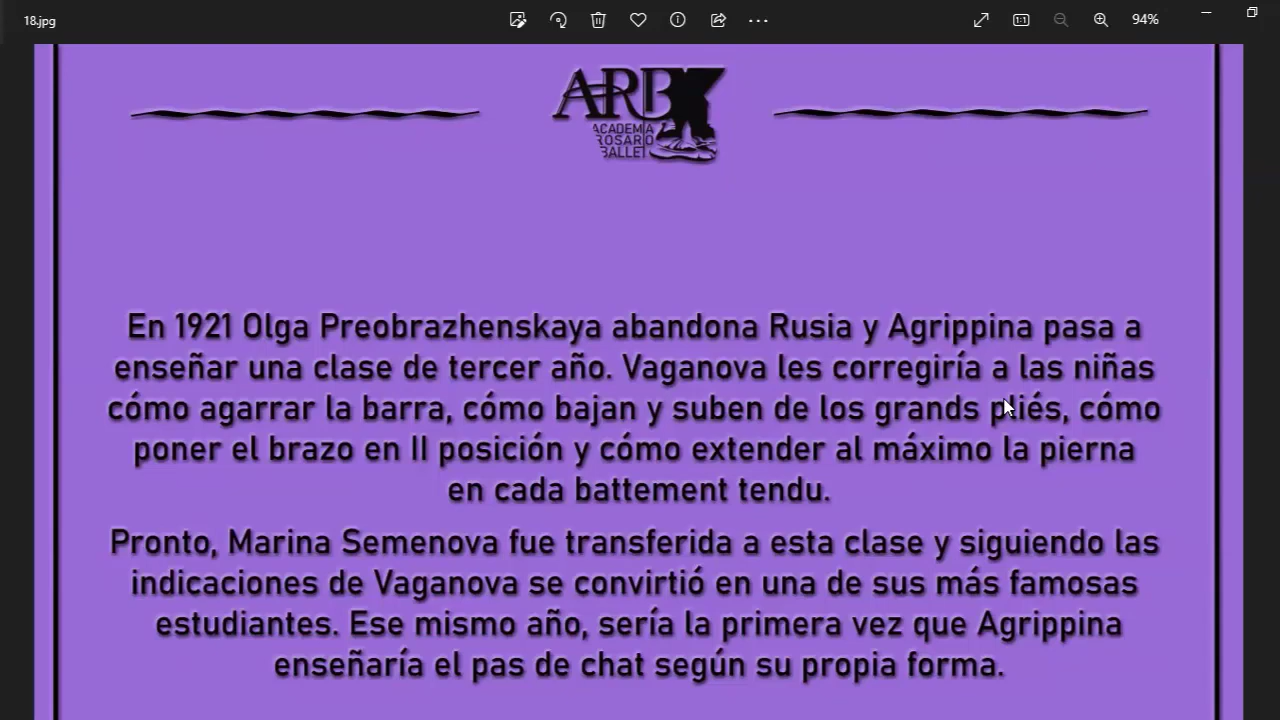 18.jpg
94%
ARB
ACADEMIA
ROSARIO
BALLET
En 1921 Olga Preobrazhenskaya abandona Rusia y Agrippina pasa a
enseñar una clase de tercer año. Vaganova les corregiría a las niñas
cómo agarrar la barra, cómo bajan y suben de los grands pliés, cómo
poner el brazo en II posición y cómo extender al máximo la pierna
en cada battement tendu.
Pronto, Marina Semenova fue transferida a esta clase y siguiendo las
indicaciones de Vaganova se convirtió en una de sus más famosas
estudiantes. Ese mismo año, sería la primera vez que Agrippina
enseñaría el pas de chat según su propia forma.